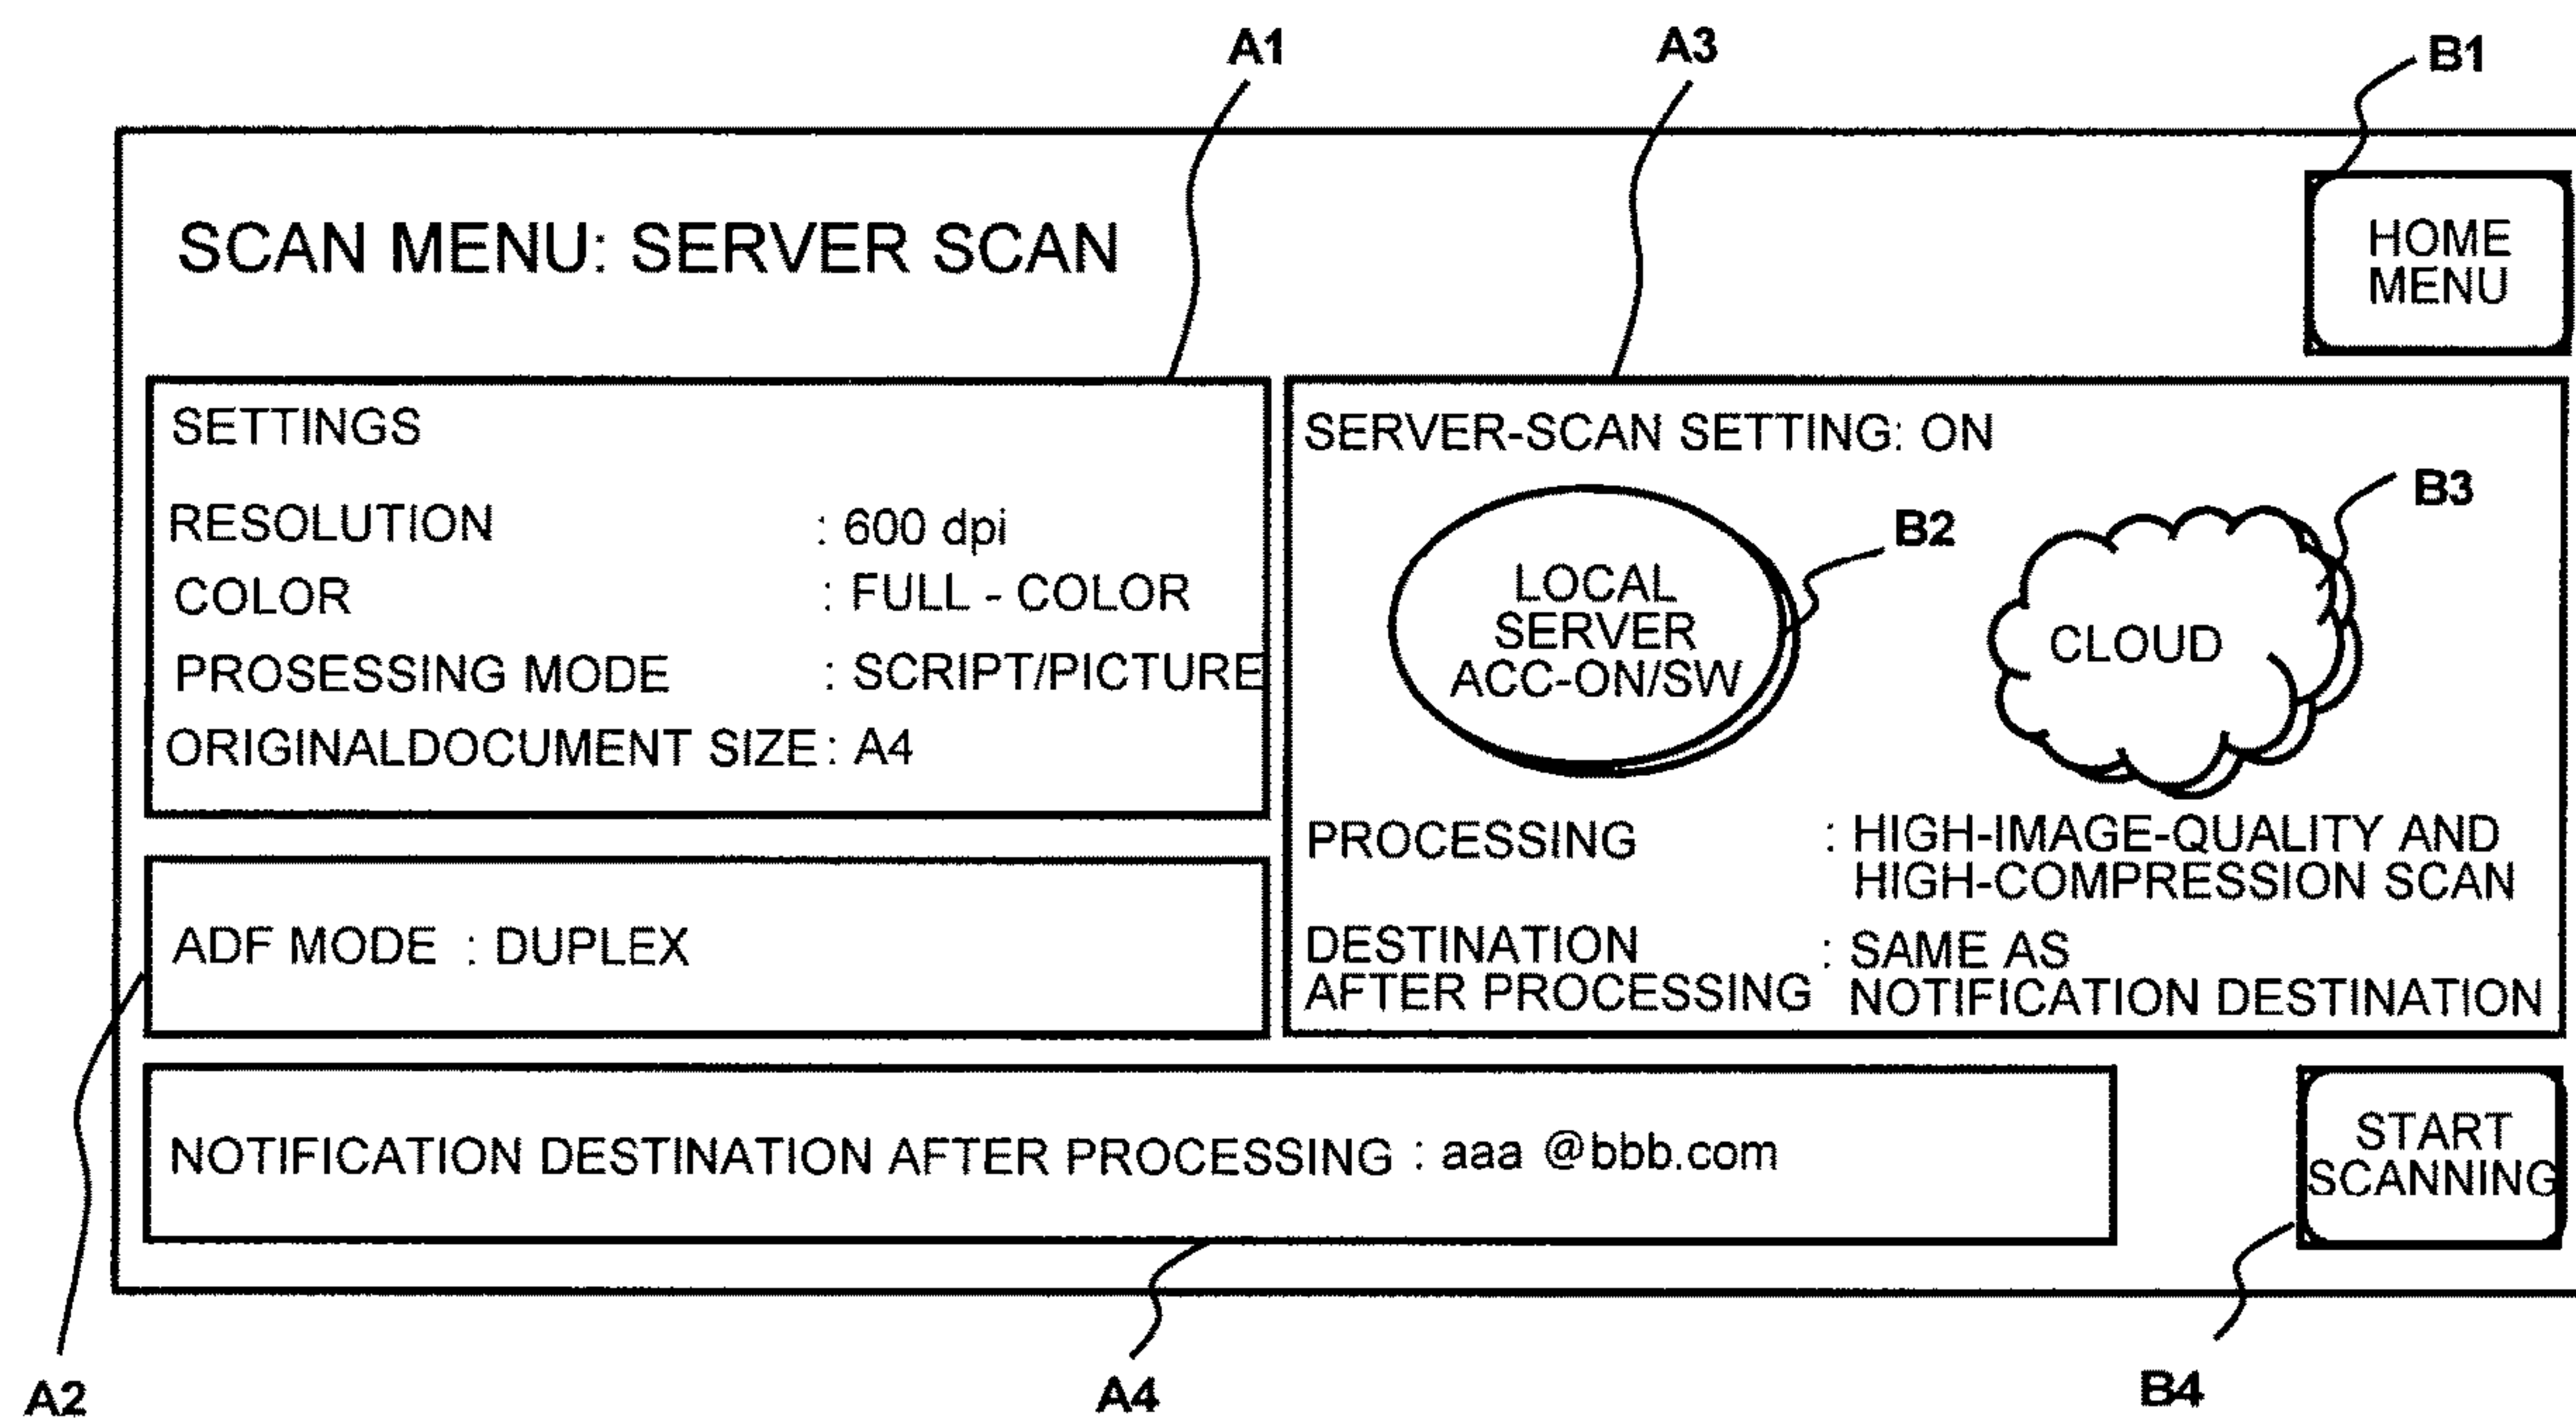 A1
A3
B1
SCAN MENU: SERVER SCAN
HOME
MENU
SETTINGS
RESOLUTION : 600 dpi
COLOR : FULL - COLOR
PROSESSING MODE : SCRIPT/PICTURE
ORIGINALDOCUMENT SIZE : A4
SERVER-SCAN SETTING: ON
B2
B3
LOCAL
SERVER
ACC-ON/SW
CLOUD
PROCESSING : HIGH-IMAGE-QUALITY AND
HIGH-COMPRESSION SCAN
DESTINATION : SAME AS
AFTER PROCESSING NOTIFICATION DESTINATION
ADF MODE : DUPLEX
NOTIFICATION DESTINATION AFTER PROCESSING : aaa @bbb.com
START
SCANNING
A2
A4
B4